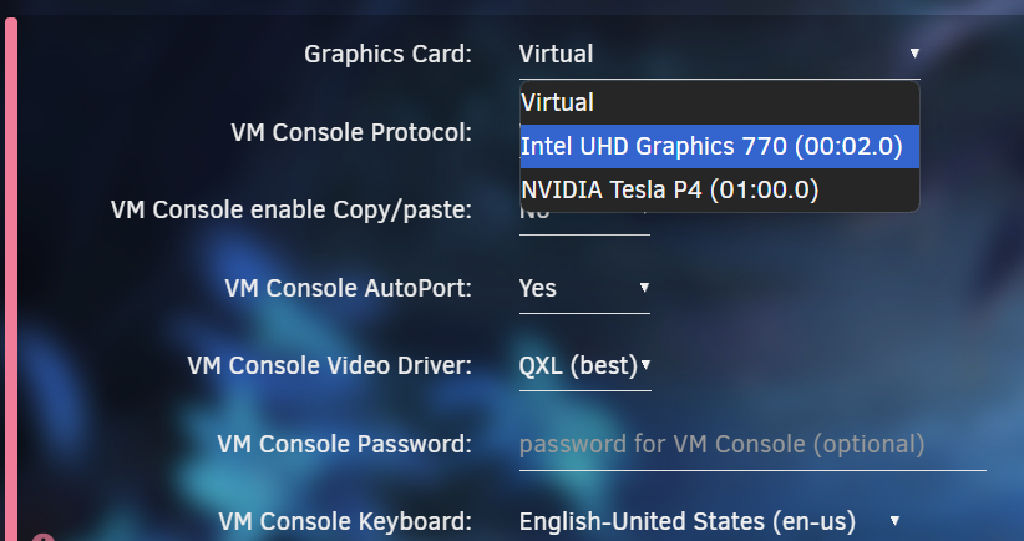 Graphics Card: Virtual
Virtual
VM Console Protocol:
Intel UHD Graphics 770 (00:02.0)
NVIDIA Tesla P4 (01:00.0)
VM Console enable Copy/paste: No
VM Console AutoPort: Yes
VM Console Video Driver: QXL (best)
VM Console Password: password for VM Console (optional)
VM Console Keyboard: English-United States (en-us)